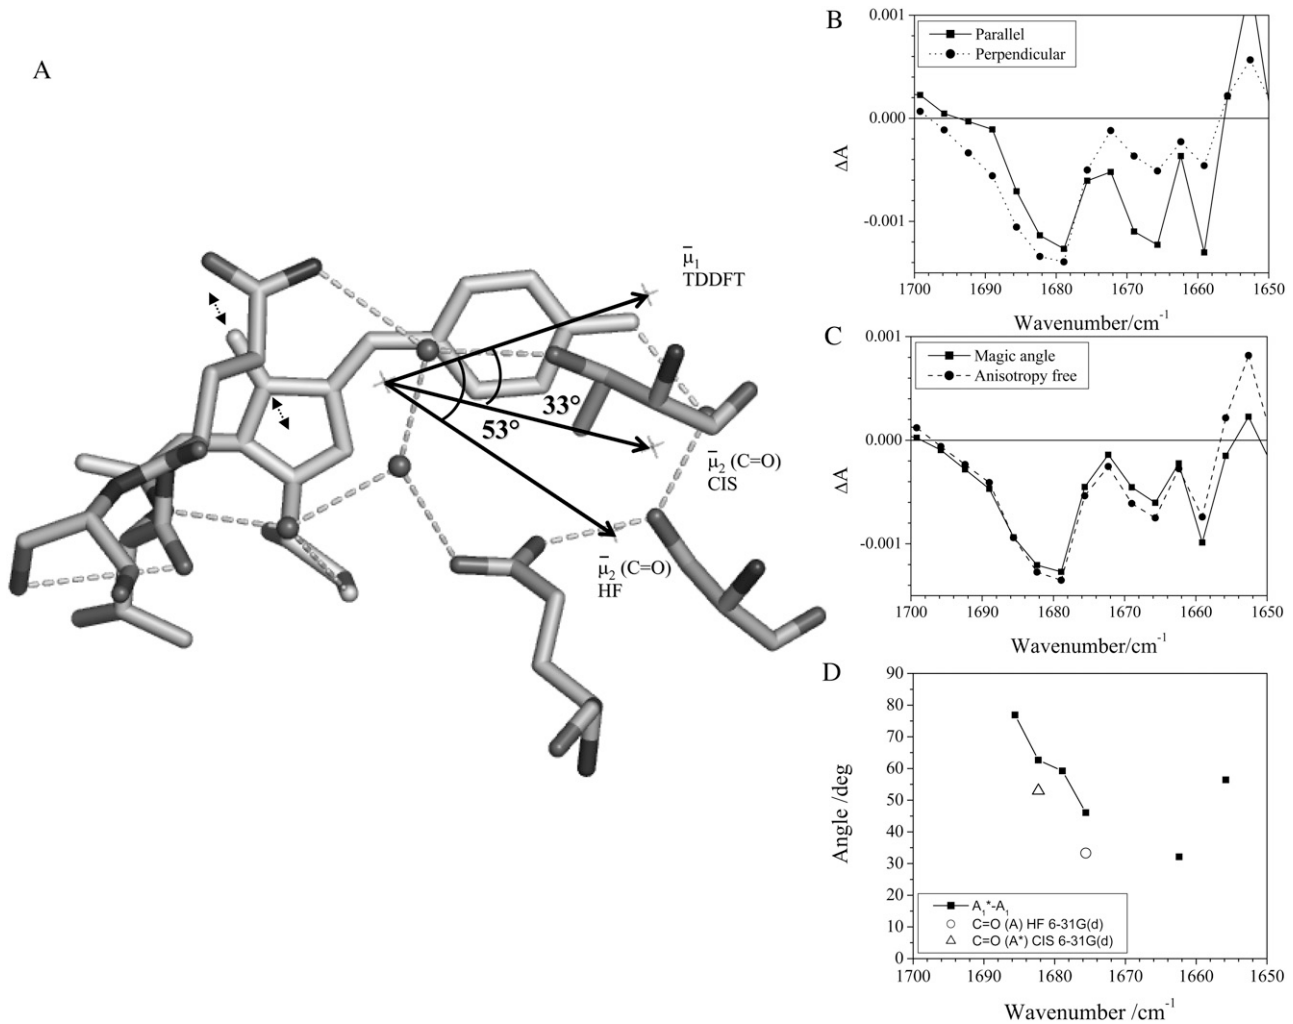 A
μ̄₁
TDDFT
33°
53°
μ̄₂ (C=O)
CIS
μ̄₂ (C=O)
HF
B
0.001
0.000
-0.001
ΔA
Parallel
Perpendicular
1700 1690 1680 1670 1660 1650
Wavenumber/cm⁻¹
C
0.001
0.000
-0.001
ΔA
Magic angle
Anisotropy free
1700 1690 1680 1670 1660 1650
Wavenumber/cm⁻¹
D
90
80
70
60
50
40
30
20
10
0
Angle /deg
A₁*-A₁
C=O (A) HF 6-31G(d)
C=O (A*) CIS 6-31G(d)
1700 1690 1680 1670 1660 1650
Wavenumber /cm⁻¹